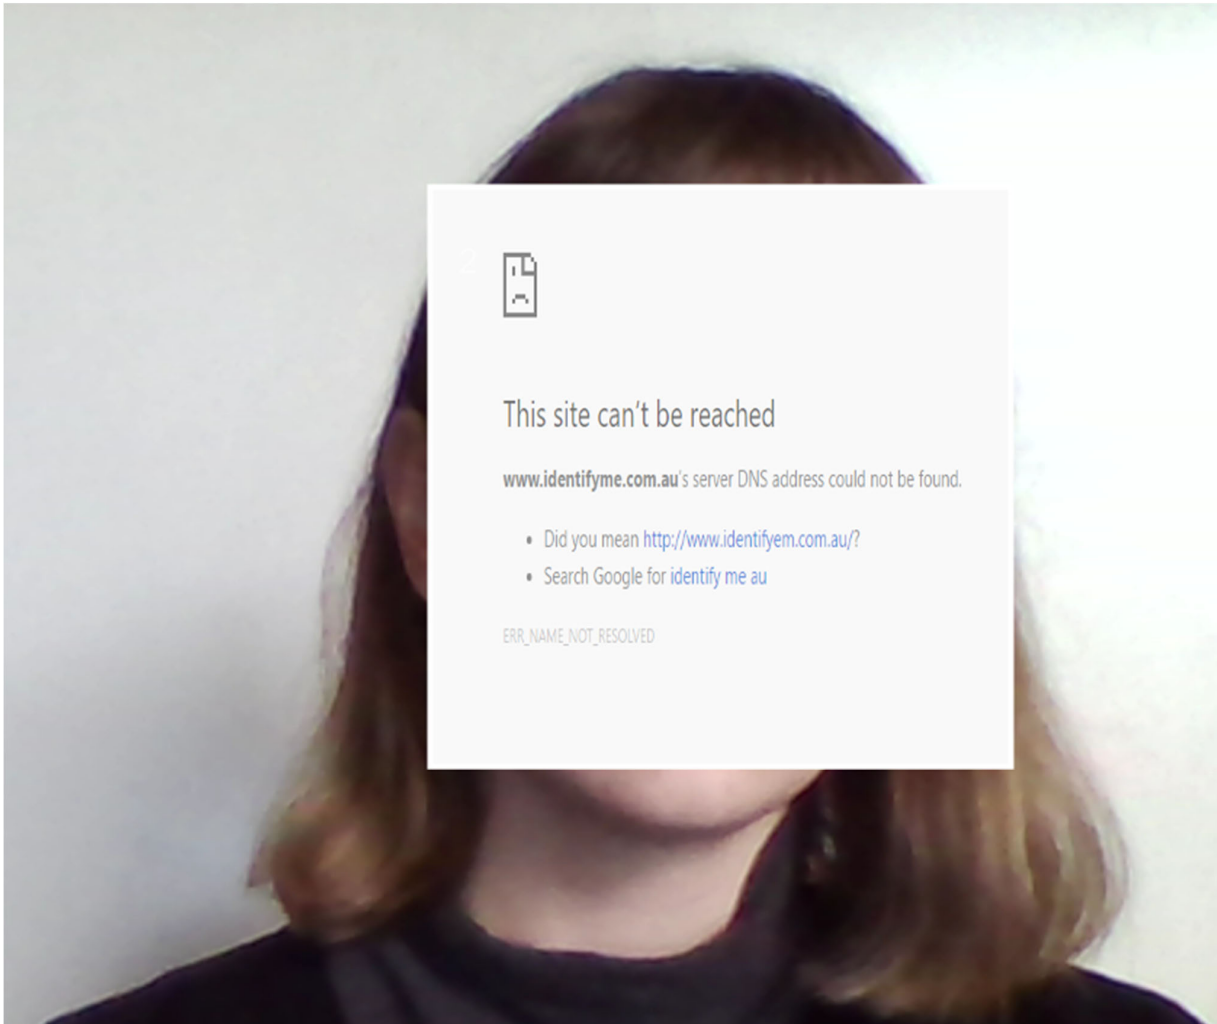 This site can't be reached
www.identifyme.com.au's server DNS address could not be found.
Did you mean http://www.identifyem.com.au/?
Search Google for identify me au
ERR_NAME_NOT_RESOLVED